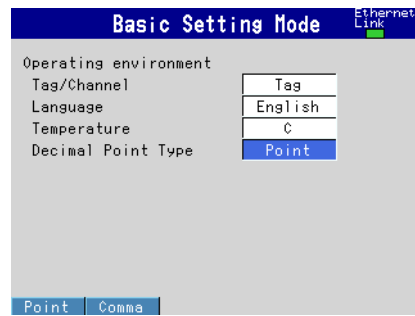 Basic Setting Mode
Ethernet
Link
Operating environment
Tag/Channel Tag
Language English
Temperature C
Decimal Point Type Point
Point Comma